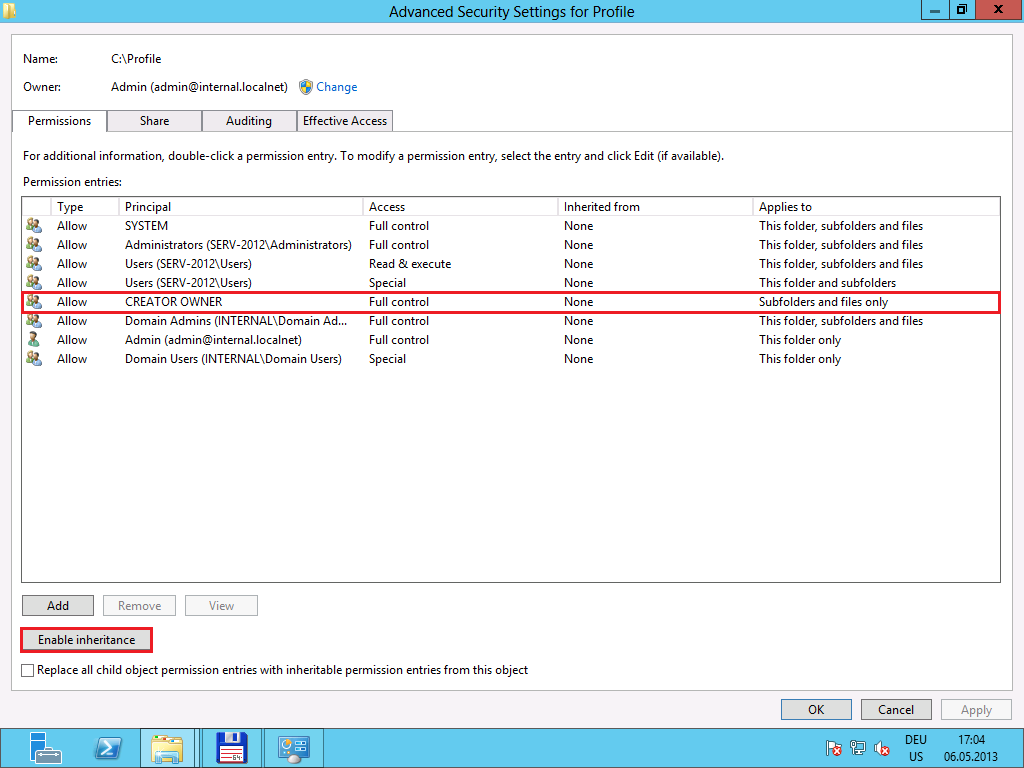 Advanced Security Settings for Profile
Name: C:\Profile
Owner: Admin (admin@internal.localnet) Change
Permissions Share Auditing Effective Access
For additional information, double-click a permission entry. To modify a permission entry, select the entry and click Edit (if available).
Permission entries:
Type Principal Access Inherited from Applies to
Allow SYSTEM Full control None This folder, subfolders and files
Allow Administrators (SERV-2012\Administrators) Full control None This folder, subfolders and files
Allow Users (SERV-2012\Users) Read & execute None This folder, subfolders and files
Allow Users (SERV-2012\Users) Special None This folder and subfolders
Allow CREATOR OWNER Full control None Subfolders and files only
Allow Domain Admins (INTERNAL\Domain Ad... Full control None This folder, subfolders and files
Allow Admin (admin@internal.localnet) Full control None This folder only
Allow Domain Users (INTERNAL\Domain Users) Special None This folder only
Add Remove View
Enable inheritance
Replace all child object permission entries with inheritable permission entries from this object
OK Cancel Apply
64
DEU 17:04
US 06.05.2013